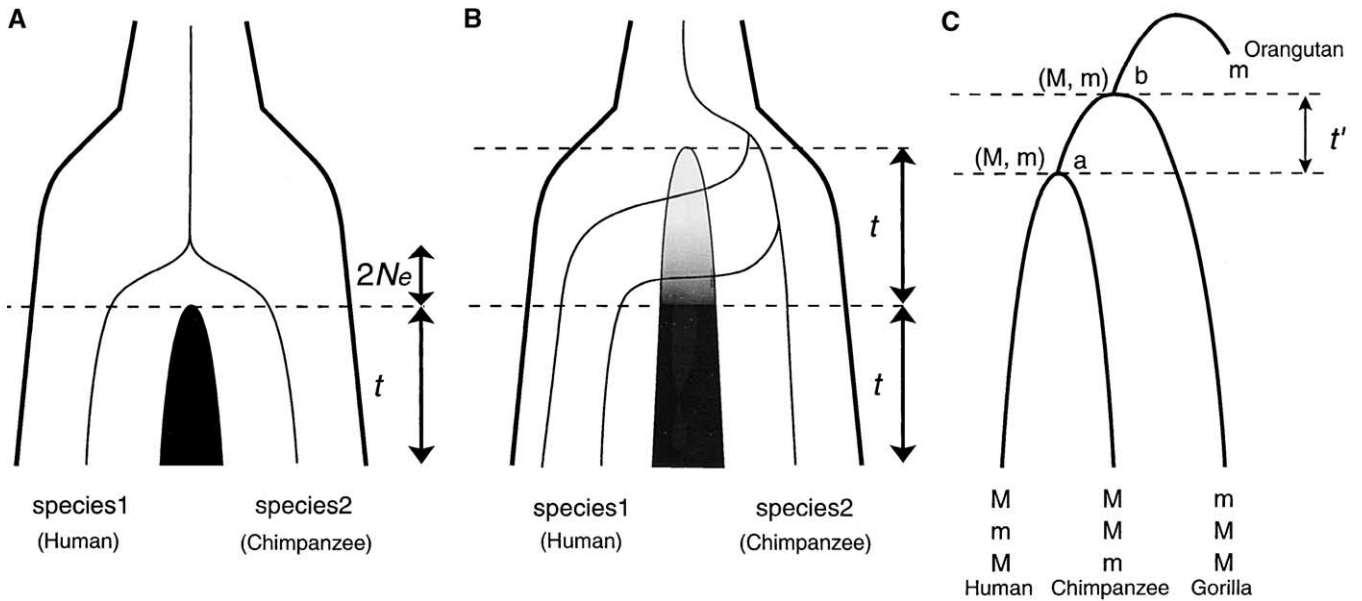 A
2Ne
t
species1
species2
(Human)
(Chimpanzee)
B
t
t
species1
species2
(Human)
(Chimpanzee)
C
Orangutan
m
(M, m)
b
t'
(M, m)
a
M M m
m M M
M m M
Human Chimpanzee Gorilla